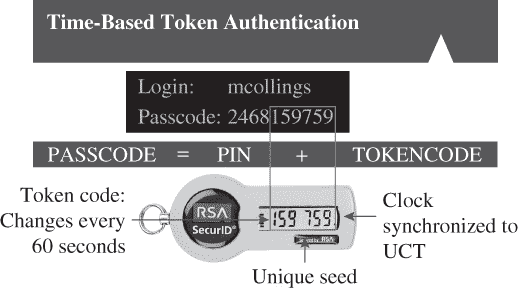 Time-Based Token Authentication
Login: mcollings
Passcode: 2468159759
PASSCODE = PIN + TOKENCODE
Token code:
Changes every
60 seconds
RSA
SecurID®
159 759
RSA
Clock
synchronized to
UCT
Unique seed